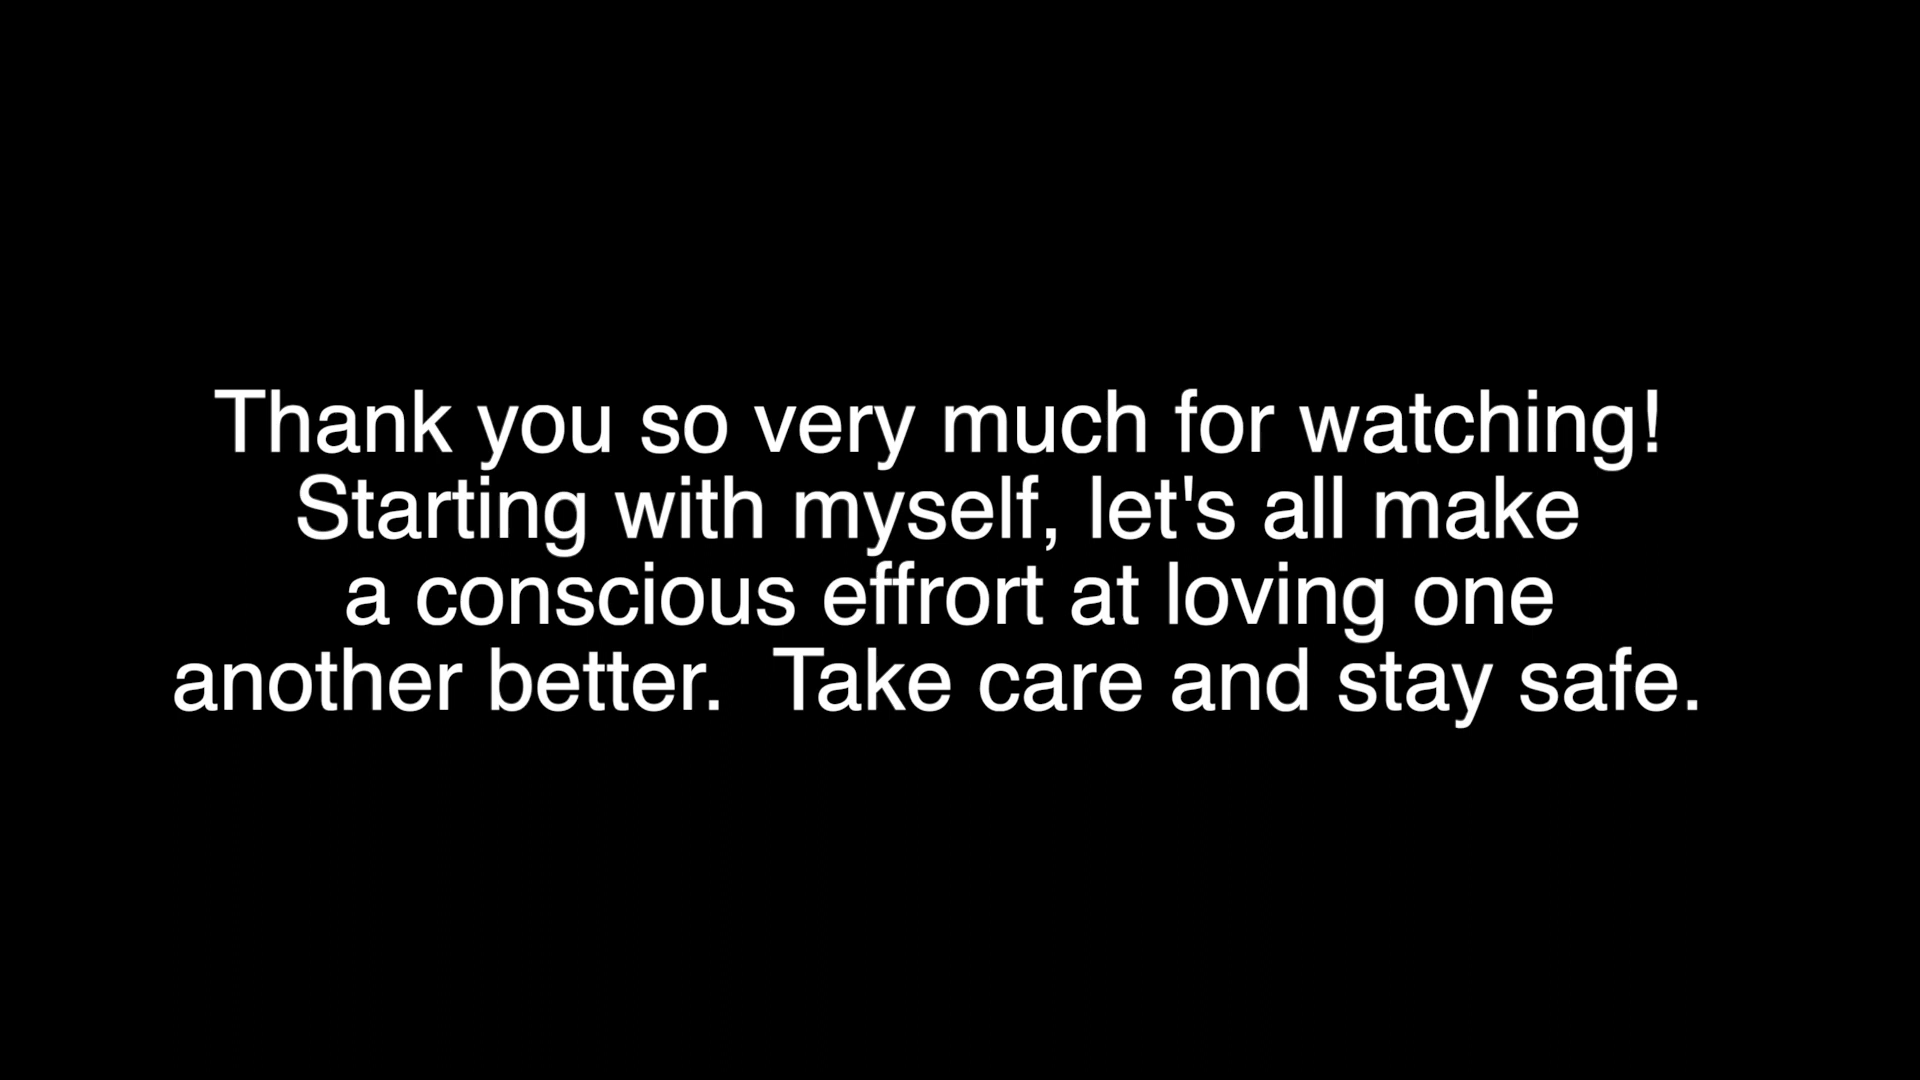 Thank you so very much for watching!
Starting with myself, let's all make
a conscious effrort at loving one
another better.  Take care and stay safe.